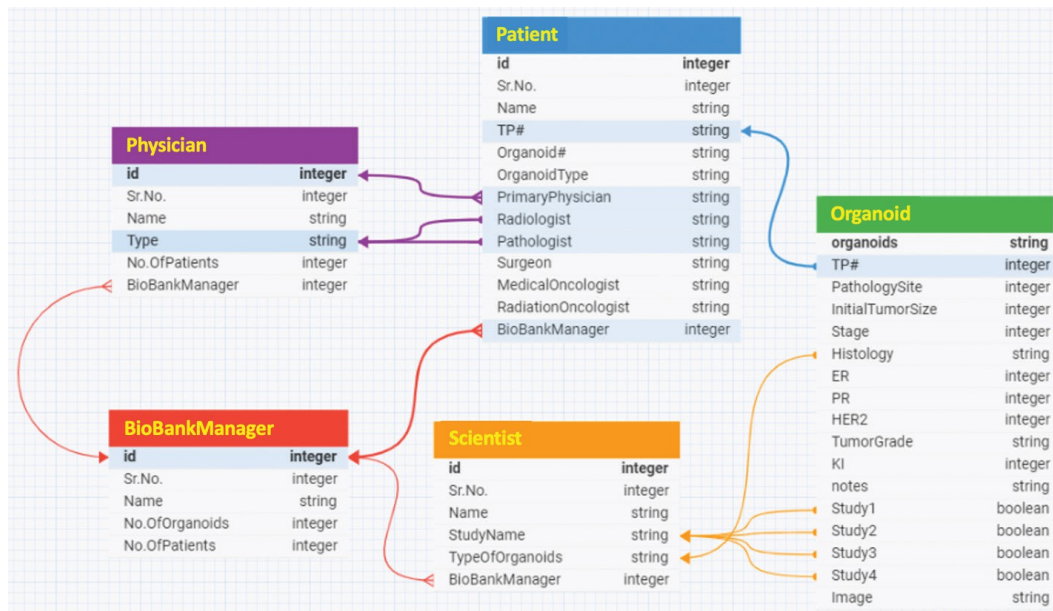 Patient
id integer
Sr.No. integer
Name string
TP# string
Organoid# string
OrganoidType string
PrimaryPhysician string
Radiologist string
Pathologist string
Surgeon string
MedicalOncologist string
RadiationOncologist string
BioBankManager integer
Physician
id integer
Sr.No. integer
Name string
Type string
No.OfPatients integer
BioBankManager integer
Organoid
organoids string
TP# integer
PathologySite integer
InitialTumorSize integer
Stage integer
Histology string
ER integer
PR integer
HER2 integer
TumorGrade string
KI integer
notes string
Study1 boolean
Study2 boolean
Study3 boolean
Study4 boolean
Image string
BioBankManager
id integer
Sr.No. integer
Name string
No.OfOrganoids integer
No.OfPatients integer
Scientist
id integer
Sr.No. integer
Name string
StudyName string
TypeOfOrganoids string
BioBankManager integer